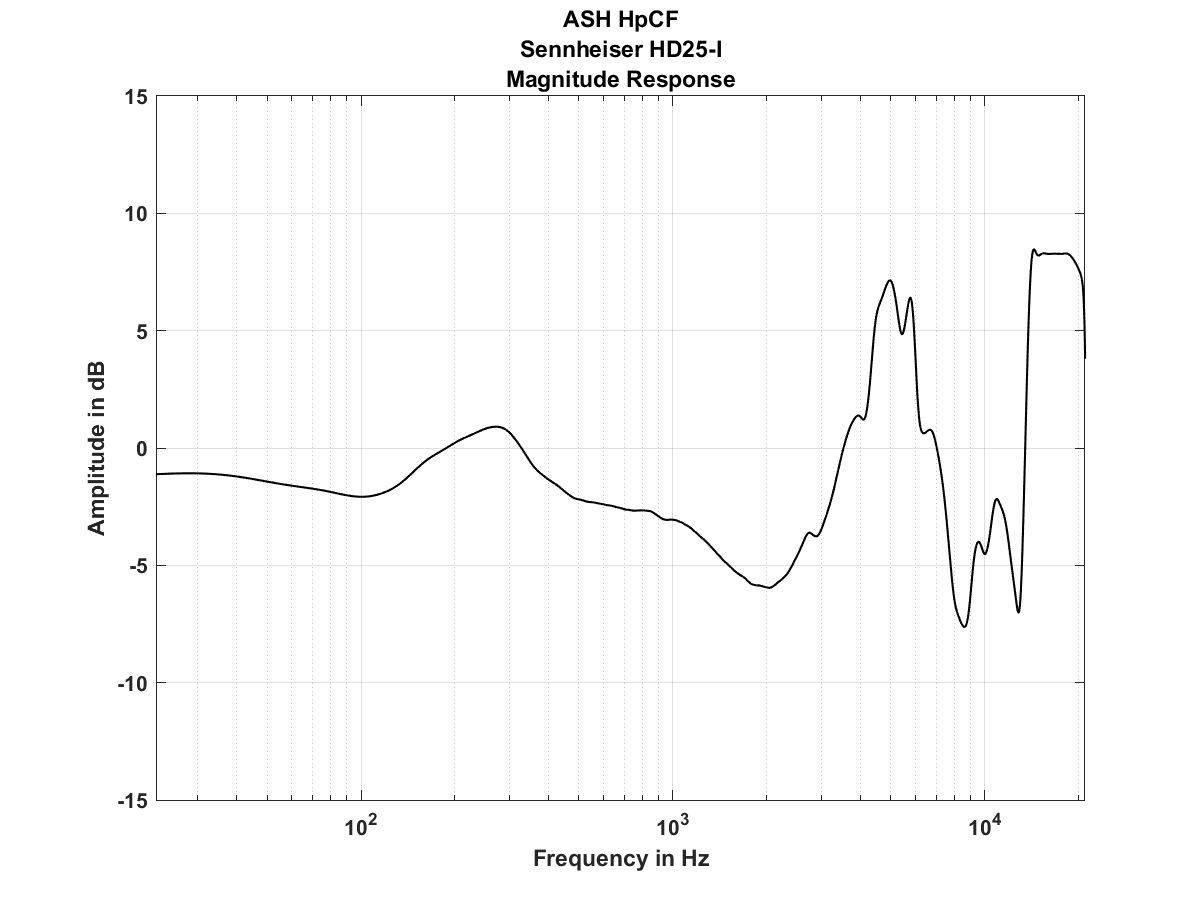 ASH HpCF
Sennheiser HD25-I
Magnitude Response
15
10
5
0
-5
-10
-15
Amplitude in dB
10²
10³
10⁴
Frequency in Hz